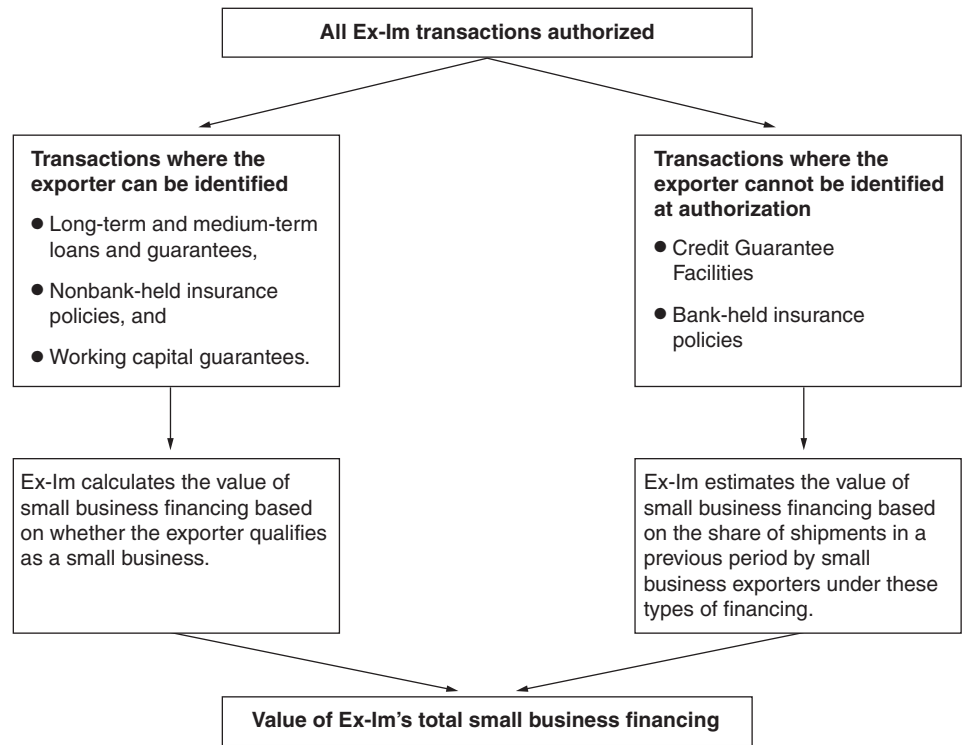 All Ex-Im transactions authorized
Transactions where the
exporter can be identified
● Long-term and medium-term
loans and guarantees,
● Nonbank-held insurance
policies, and
● Working capital guarantees.
Ex-Im calculates the value of
small business financing based
on whether the exporter qualifies
as a small business.
Transactions where the
exporter cannot be identified
at authorization
● Credit Guarantee
Facilities
● Bank-held insurance
policies
Ex-Im estimates the value of
small business financing based
on the share of shipments in a
previous period by small
business exporters under these
types of financing.
Value of Ex-Im's total small business financing